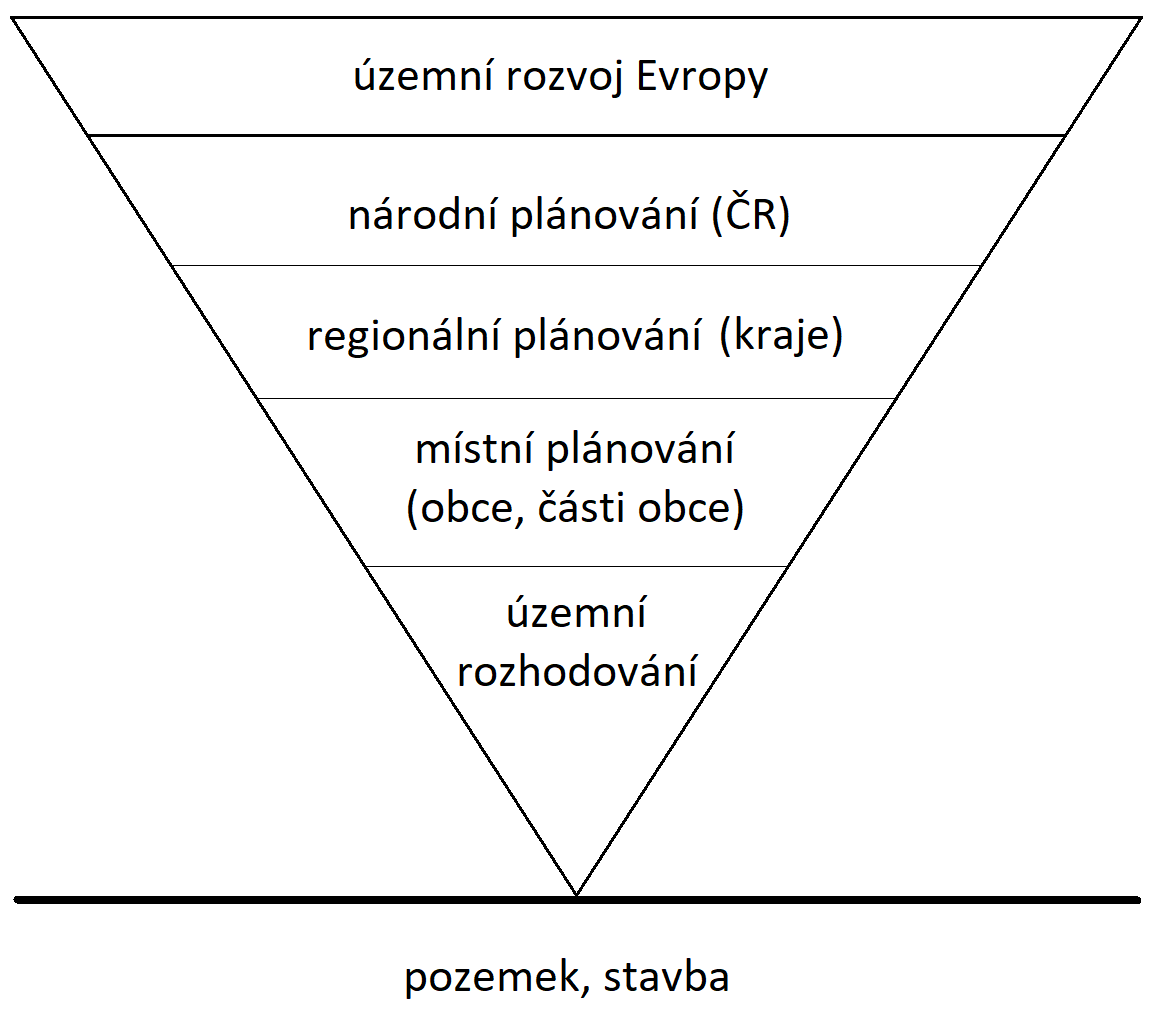 územní rozvoj Evropy
národní plánování (ČR)
regionální plánování (kraje)
místní plánování
(obce, části obce)
územní
rozhodování
pozemek, stavba